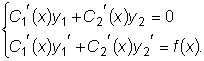 C₁′(x)y₁+C₂′(x)y₂ = 0
C₁′(x)y₁′+C₂′(x)y₂′ = f(x).